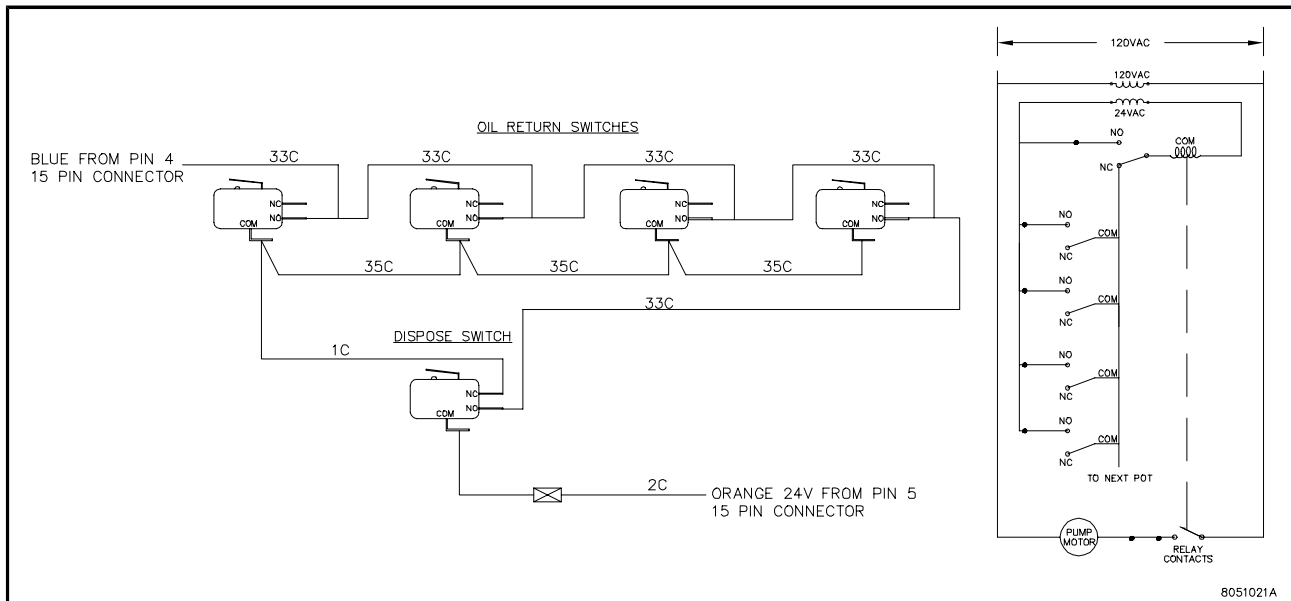 OIL RETURN SWITCHES
BLUE FROM PIN 4
15 PIN CONNECTOR
33C
33C
33C
33C
NC
NO
COM
NC
NO
COM
NC
NO
COM
NC
NO
COM
35C
35C
35C
33C
DISPOSE SWITCH
1C
NC
NO
COM
2C
ORANGE 24V FROM PIN 5
15 PIN CONNECTOR
120VAC
120VAC
24VAC
NO
COM
NC
NO
COM
NC
NO
COM
NC
NO
COM
NC
NO
COM
NC
TO NEXT POT
PUMP
MOTOR
RELAY
CONTACTS
8051021A